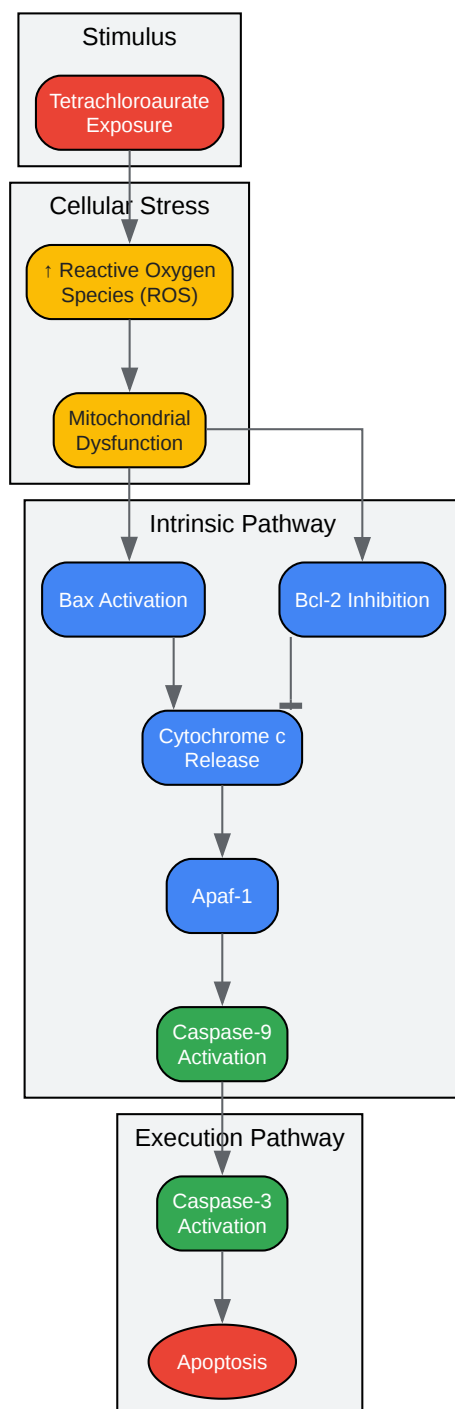 Stimulus
Tetrachloroaurate
Exposure
Cellular Stress
↑ Reactive Oxygen
Species (ROS)
Mitochondrial
Dysfunction
Intrinsic Pathway
Bax Activation
Bcl-2 Inhibition
Cytochrome c
Release
Apaf-1
Caspase-9
Activation
Execution Pathway
Caspase-3
Activation
Apoptosis